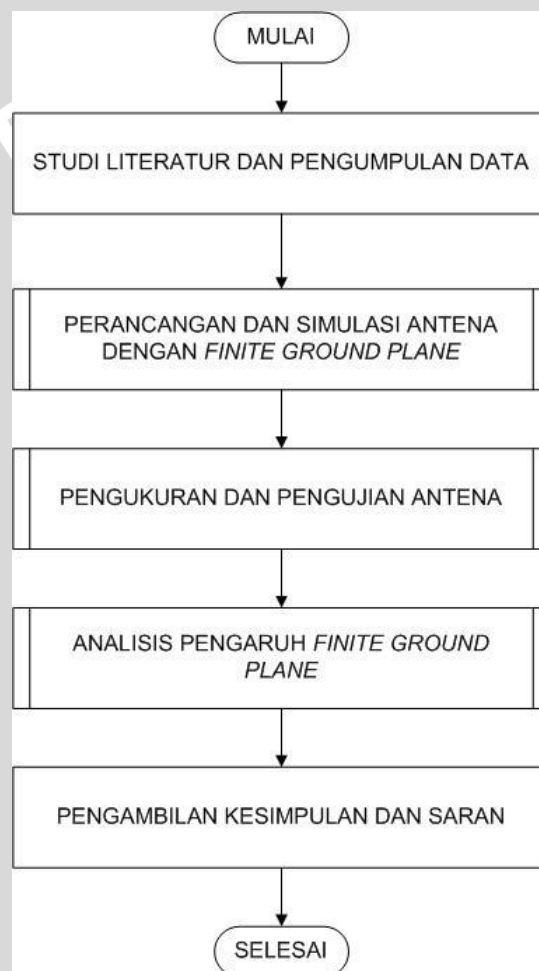 MULAI
STUDI LITERATUR DAN PENGUMPULAN DATA
PERANCANGAN DAN SIMULASI ANTENA
DENGAN FINITE GROUND PLANE
PENGUKURAN DAN PENGUJIAN ANTENA
ANALISIS PENGARUH FINITE GROUND
PLANE
PENGAMBILAN KESIMPULAN DAN SARAN
SELESAI